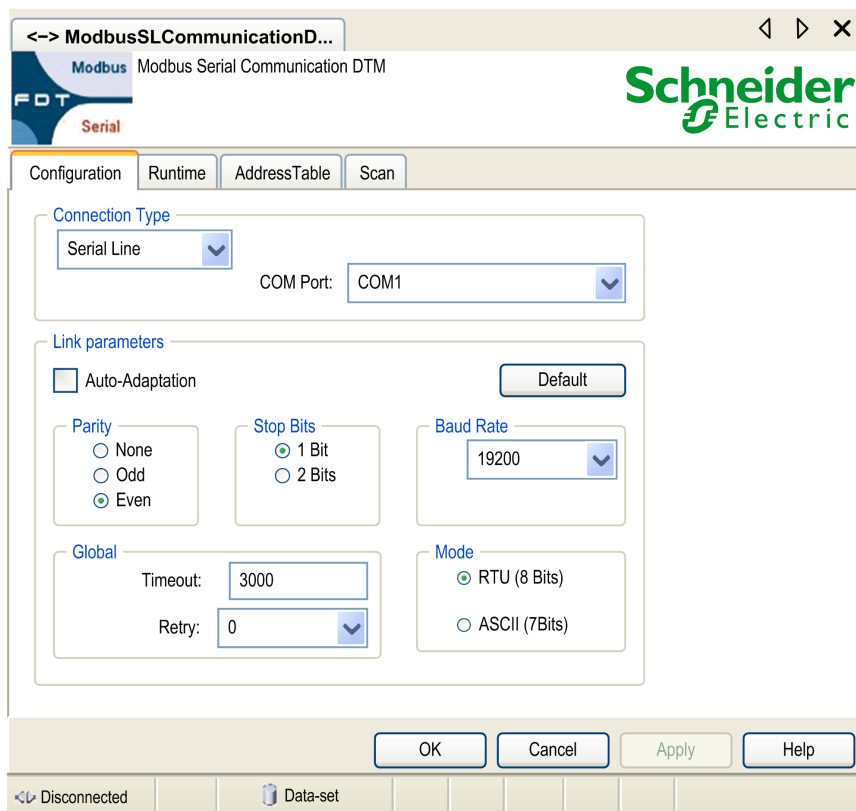 <–> ModbusSLCommunicationD...
Modbus
Modbus Serial Communication DTM
FDT
Serial
Schneider
Electric
Configuration Runtime AddressTable Scan
Connection Type
Serial Line
COM Port: COM1
Link parameters
Auto-Adaptation Default
Parity Stop Bits Baud Rate
None 1 Bit 19200
Odd 2 Bits
Even
Global Mode
Timeout: 3000 RTU (8 Bits)
Retry: 0 ASCII (7Bits)
OK Cancel Apply Help
Disconnected Data-set